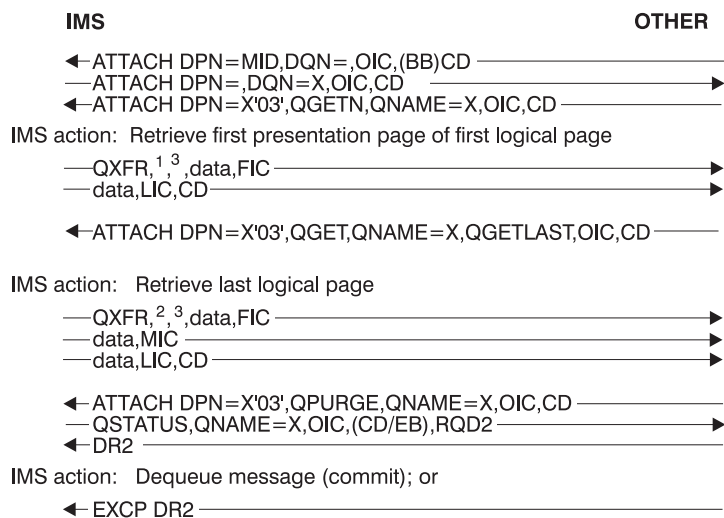 IMS OTHER
ATTACH DPN=MID,DQN=,OIC,(BB)CD
ATTACH DPN=,DQN=X,OIC,CD
ATTACH DPN=X'03',QGETN,QNAME=X,OIC,CD
IMS action: Retrieve first presentation page of first logical page
QXFR,1,3,data,FIC
data,LIC,CD
ATTACH DPN=X'03',QGET,QNAME=X,QGETLAST,OIC,CD
IMS action: Retrieve last logical page
QXFR,2,3,data,FIC
data,MIC
data,LIC,CD
ATTACH DPN=X'03',QPURGE,QNAME=X,OIC,CD
QSTATUS,QNAME=X,OIC,(CD/EB),RQD2
DR2
IMS action: Dequeue message (commit); or
EXCP DR2